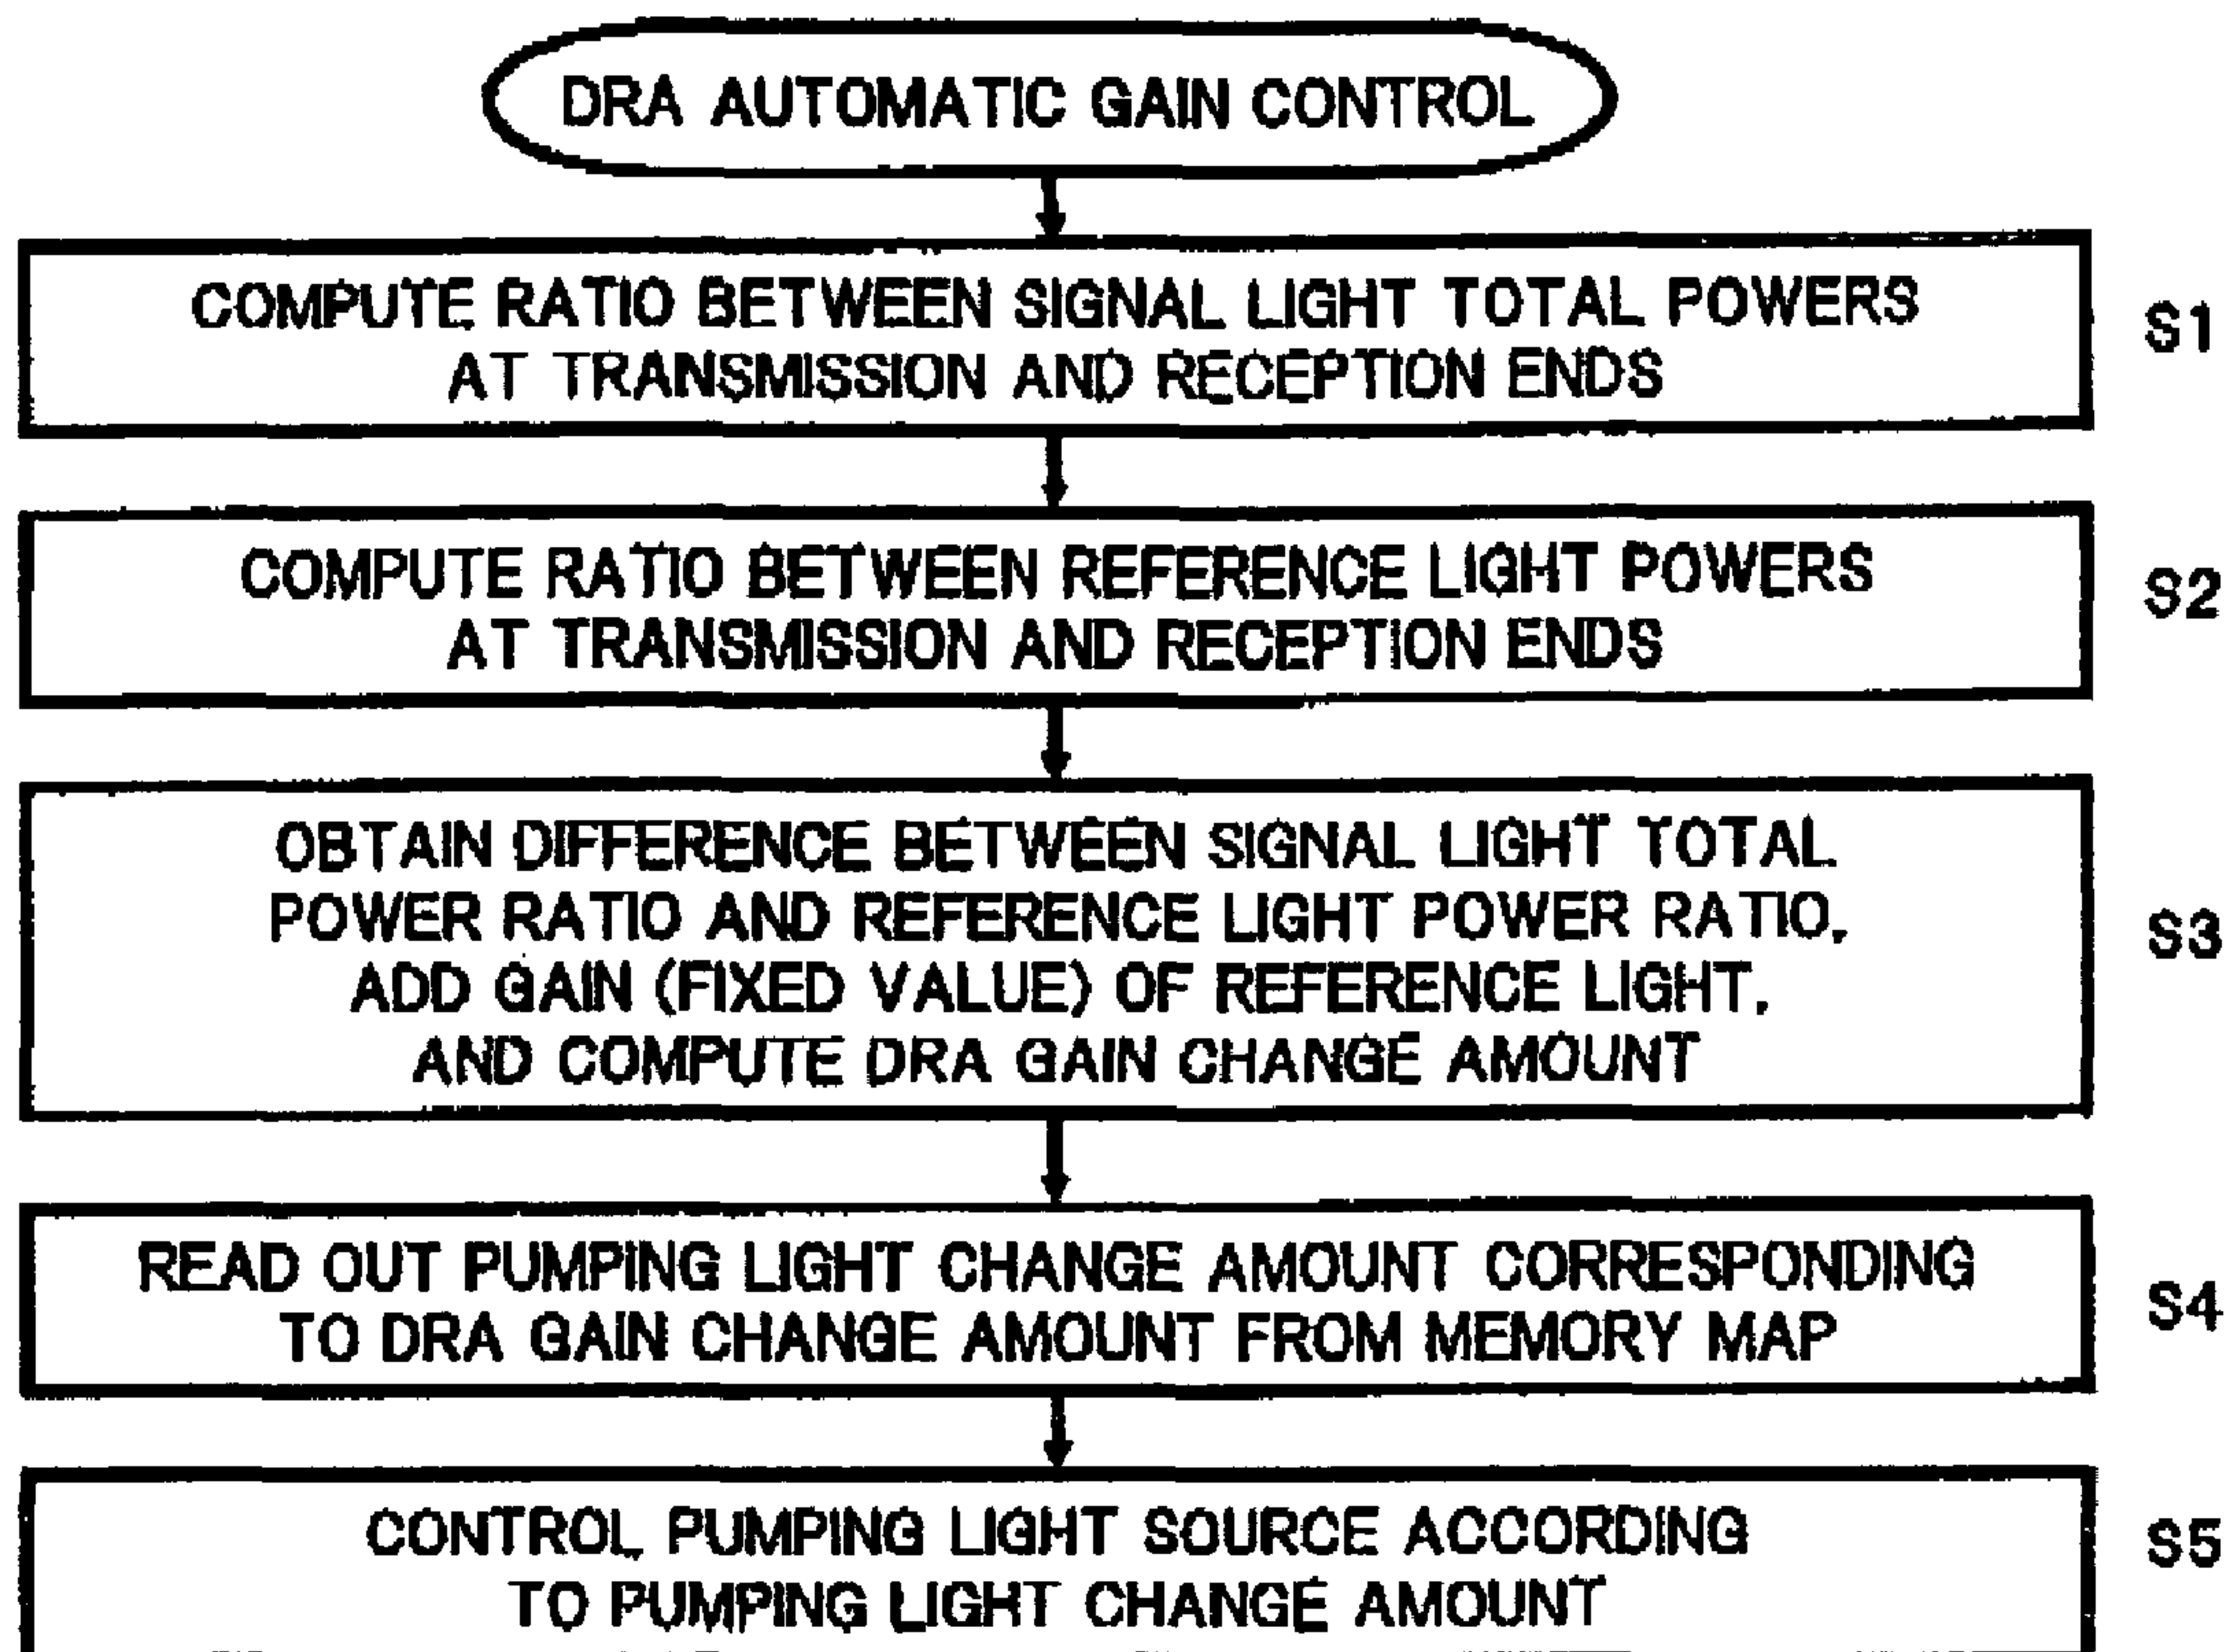 DRA AUTOMATIC GAIN CONTROL
COMPUTE RATIO BETWEEN SIGNAL LIGHT TOTAL POWERS
AT TRANSMISSION AND RECEPTION ENDS
S1
COMPUTE RATIO BETWEEN REFERENCE LIGHT POWERS
AT TRANSMISSION AND RECEPTION ENDS
S2
OBTAIN DIFFERENCE BETWEEN SIGNAL LIGHT TOTAL
POWER RATIO AND REFERENCE LIGHT POWER RATIO,
ADD GAIN (FIXED VALUE) OF REFERENCE LIGHT,
AND COMPUTE DRA GAIN CHANGE AMOUNT
S3
READ OUT PUMPING LIGHT CHANGE AMOUNT CORRESPONDING
TO DRA GAIN CHANGE AMOUNT FROM MEMORY MAP
S4
CONTROL PUMPING LIGHT SOURCE ACCORDING
TO PUMPING LIGHT CHANGE AMOUNT
S5